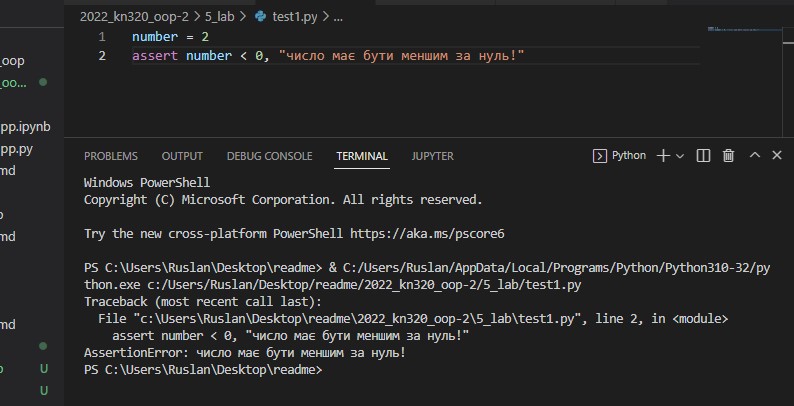 2022_kn320_oop-2 > 5_lab > test1.py > ...
_oop
_oo...
pp.ipynb
pp.py
md
md
md
U
U
1 number = 2
2 assert number < 0, "число має бути меншим за нуль!"
PROBLEMS OUTPUT DEBUG CONSOLE TERMINAL JUPYTER Python
Windows PowerShell
Copyright (C) Microsoft Corporation. All rights reserved.
Try the new cross-platform PowerShell https://aka.ms/pscore6
PS C:\Users\Ruslan\Desktop\readme> & C:/Users/Ruslan/AppData/Local/Programs/Python/Python310-32/py
thon.exe c:/Users/Ruslan/Desktop/readme/2022_kn320_oop-2/5_lab/test1.py
Traceback (most recent call last):
File "c:\Users\Ruslan\Desktop\readme\2022_kn320_oop-2\5_lab\test1.py", line 2, in <module>
assert number < 0, "число має бути меншим за нуль!"
AssertionError: число має бути меншим за нуль!
PS C:\Users\Ruslan\Desktop\readme>